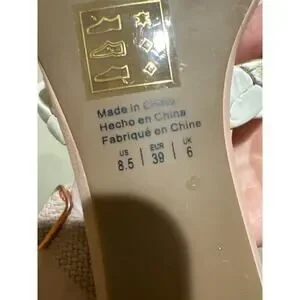 Made in China
Hecho en China
Fabriqué en Chine
US EUR UK
8.5 39 6